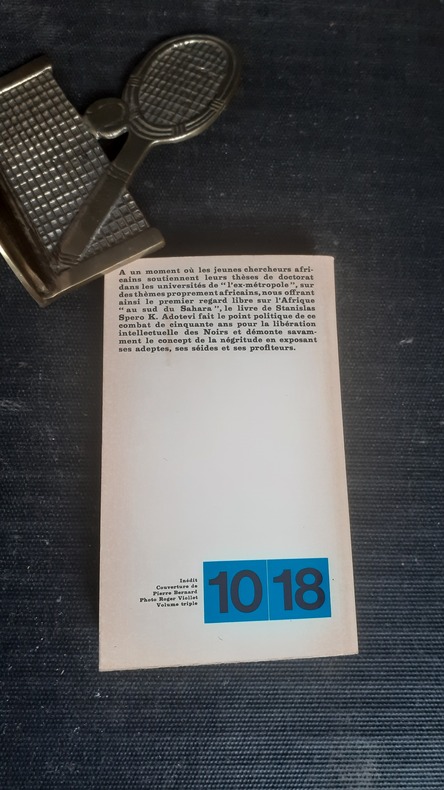 A un moment où les jeunes chercheurs afri-
cains soutiennent leurs thèses de doctorat
dans les universités de "l'ex-métropole", sur
des thèmes proprement africains, nous offrant
ainsi le premier regard libre sur l'Afrique
"au sud du Sahara", le livre de Stanislas
Spero K. Adotevi fait le point politique de ce
combat de cinquante ans pour la libération
intellectuelle des Noirs et démonte savam-
ment le concept de la négritude en exposant
ses adeptes, ses séides et ses profiteurs.
Inédit
Couverture de
Pierre Bernard
Photo Roger Viollet
Volume triple
10 18